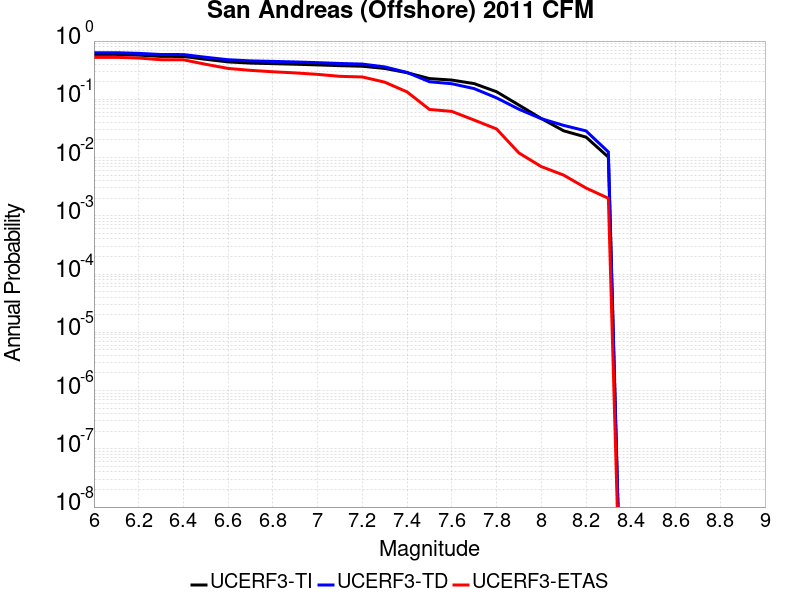 San Andreas (Offshore) 2011 CFM
10^0
10^-1
10^-2
10^-3
10^-4
10^-5
10^-6
10^-7
10^-8
Annual Probability
6 6.2 6.4 6.6 6.8 7 7.2 7.4 7.6 7.8 8 8.2 8.4 8.6 8.8 9
Magnitude
UCERF3-TI UCERF3-TD UCERF3-ETAS